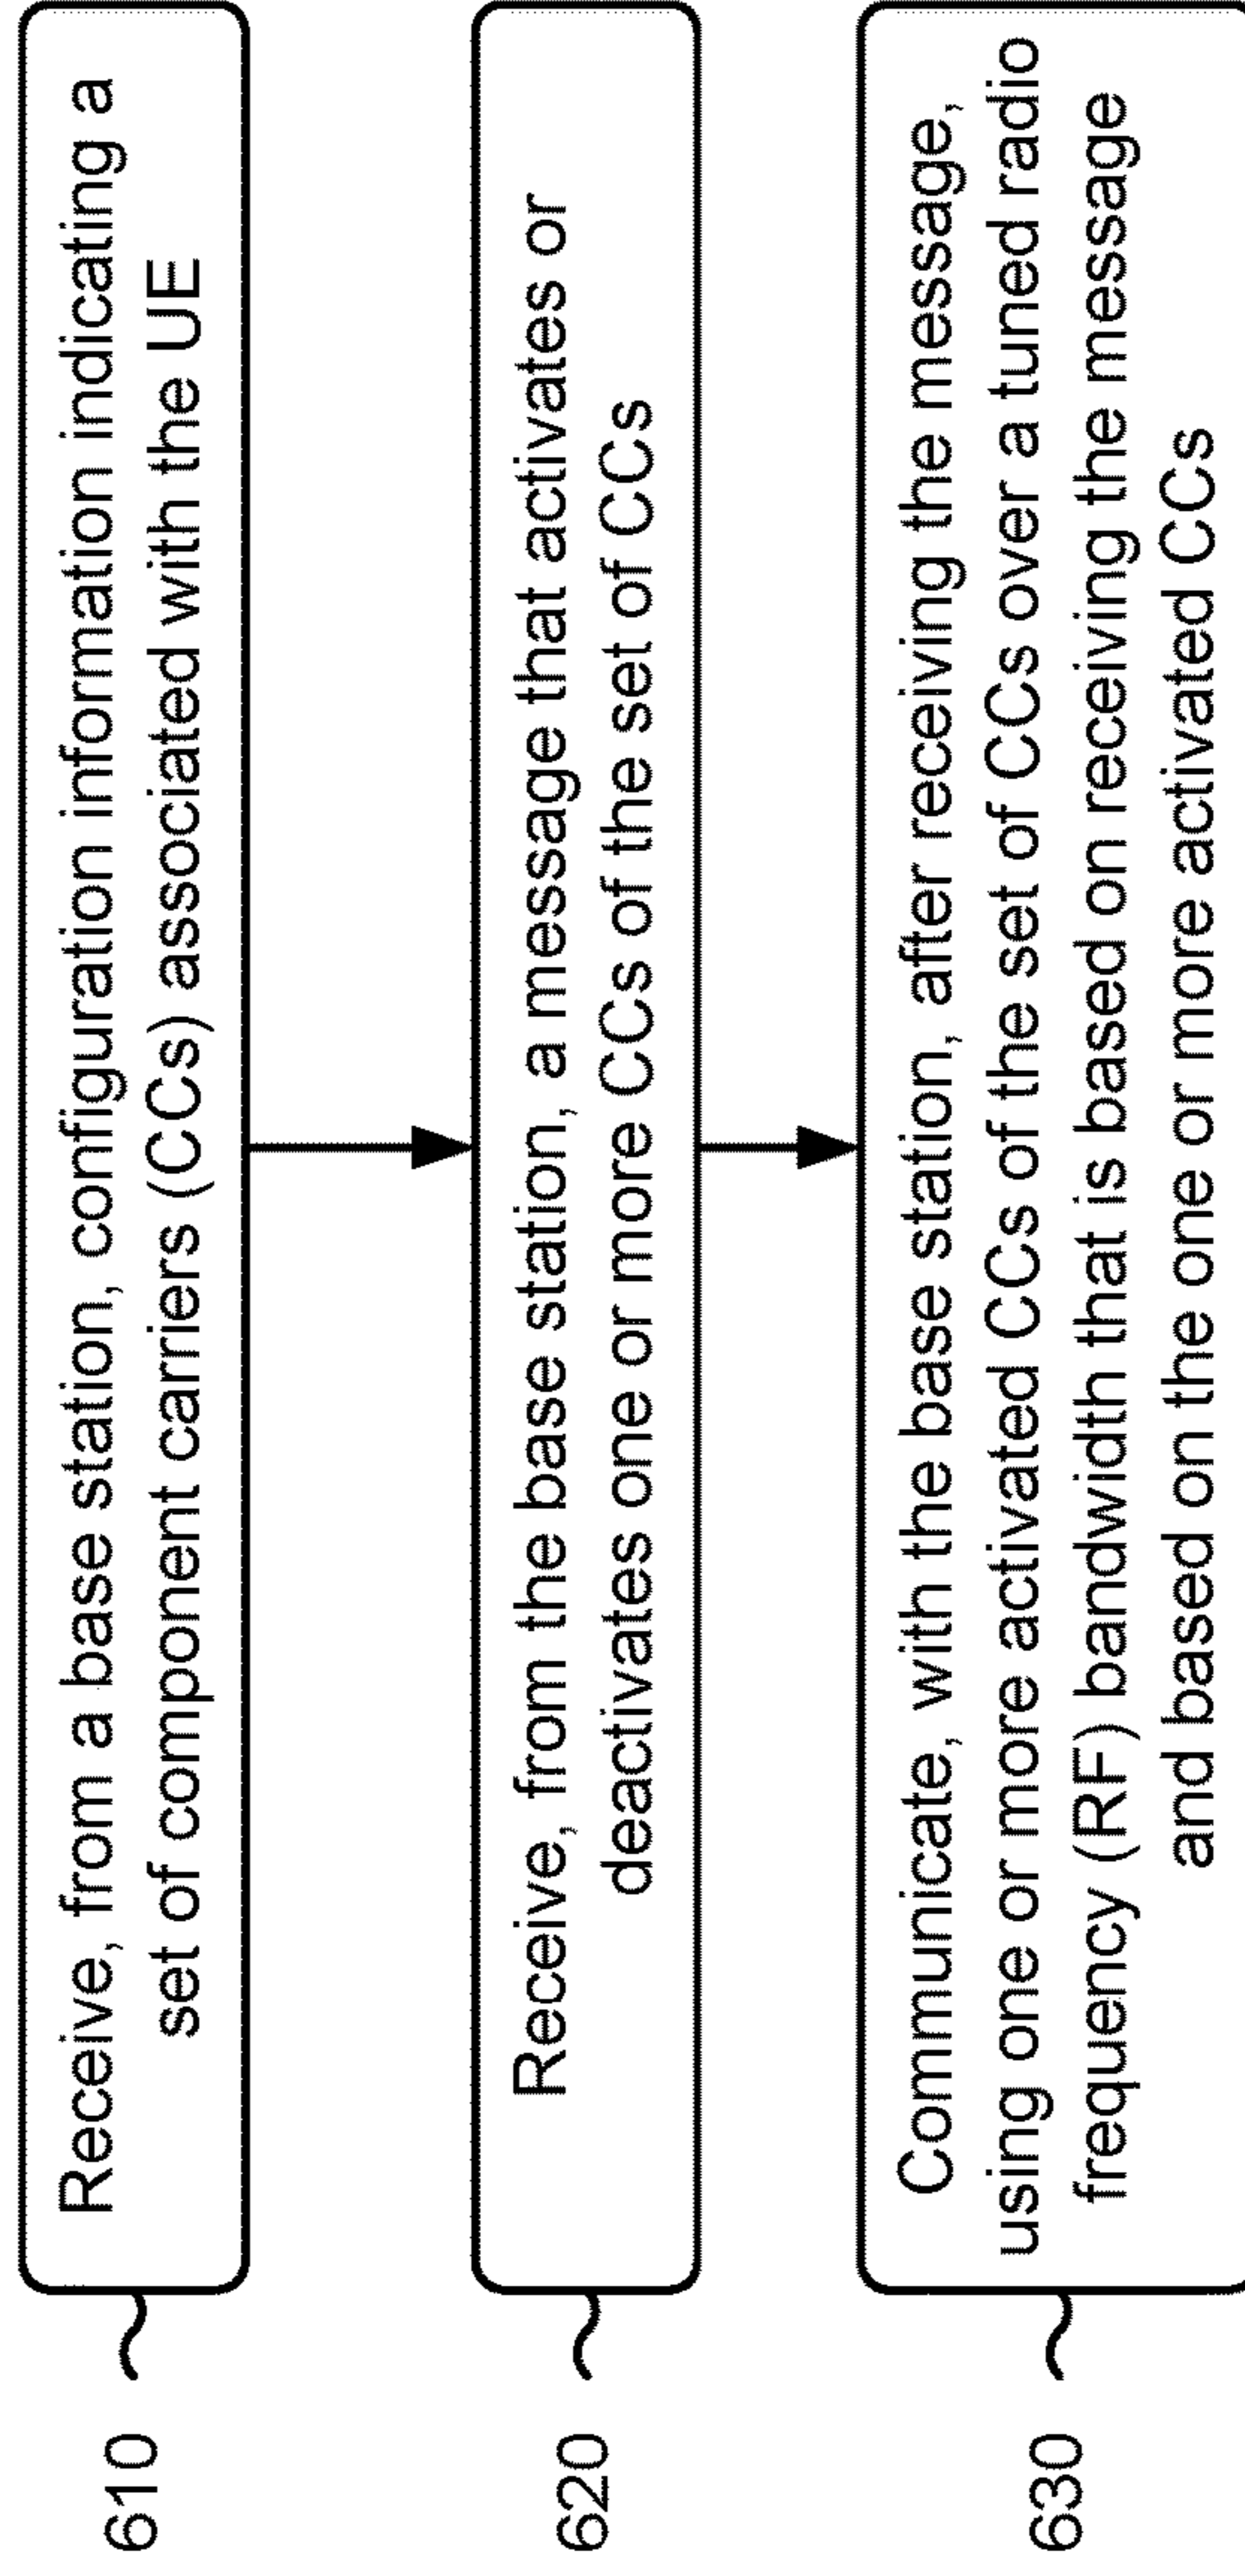 610
Receive, from a base station, configuration information indicating a
set of component carriers (CCs) associated with the UE
620
Receive, from the base station, a message that activates or
deactivates one or more CCs of the set of CCs
630
Communicate, with the base station, after receiving the message,
using one or more activated CCs of the set of CCs over a tuned radio
frequency (RF) bandwidth that is based on receiving the message
and based on the one or more activated CCs